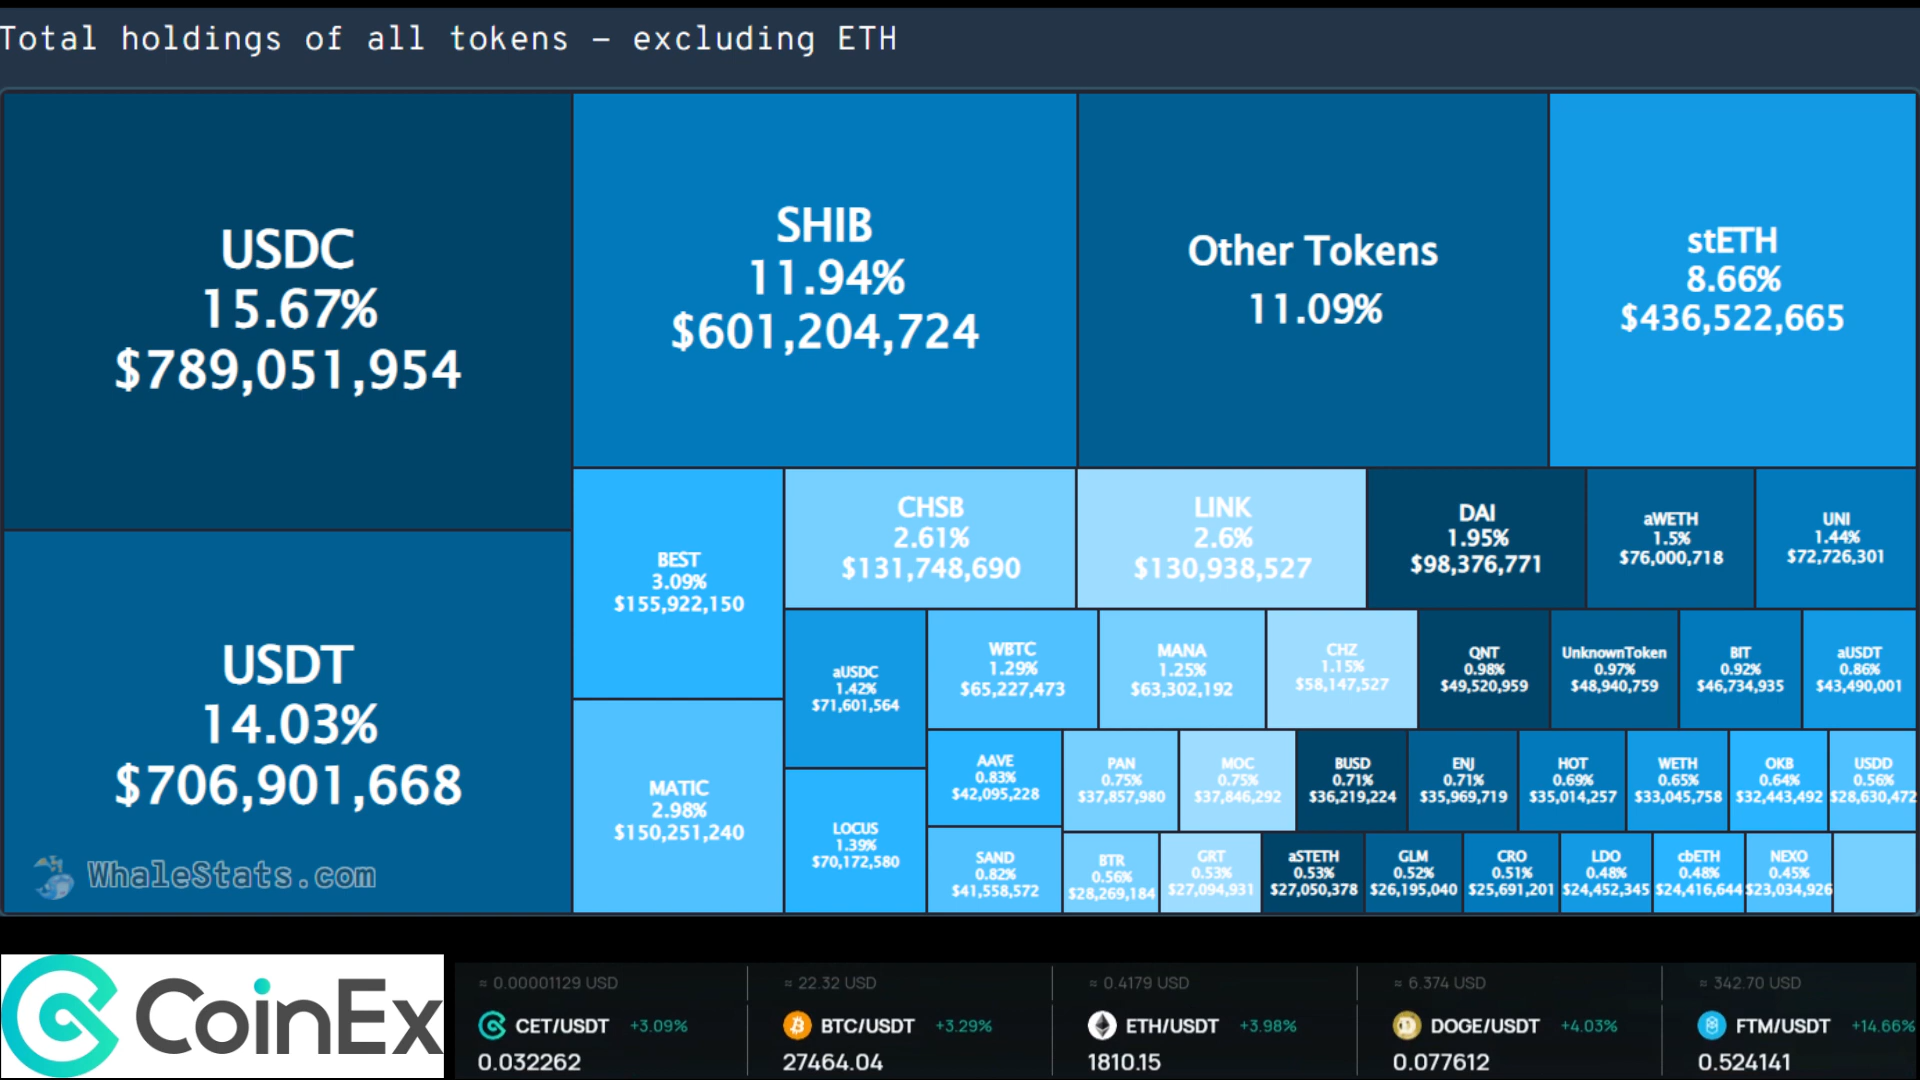 Total holdings of all tokens – excluding ETH
USDC
15.67%
$789,051,954
SHIB
11.94%
$601,204,724
Other Tokens
11.09%
stETH
8.66%
$436,522,665
USDT
14.03%
$706,901,668
WhaleStats.com
BEST
3.09%
$155,922,150
CHSB
2.61%
$131,748,690
LINK
2.6%
$130,938,527
DAI
1.95%
$98,376,771
aWETH
1.5%
$76,000,718
UNI
1.44%
$72,726,301
MATIC
2.98%
$150,251,240
aUSDC
1.42%
$71,601,564
LOCUS
1.39%
$70,172,580
WBTC
1.29%
$65,227,473
MANA
1.25%
$63,302,192
CHZ
1.15%
$58,147,527
QNT
0.98%
$49,520,959
UnknownToken
0.97%
$48,940,759
BIT
0.92%
$46,734,935
aUSDT
0.86%
$43,490,001
AAVE
0.83%
$42,095,228
PAN
0.75%
$37,857,980
MOC
0.75%
$37,846,292
BUSD
0.71%
$36,219,224
ENJ
0.71%
$35,969,719
HOT
0.69%
$35,014,257
WETH
0.65%
$33,045,758
OKB
0.64%
$32,443,492
USDD
0.56%
$28,630,472
SAND
0.82%
$41,558,572
BTR
0.56%
$28,269,184
GRT
0.53%
$27,094,931
aSTETH
0.53%
$27,050,378
GLM
0.52%
$26,195,040
CRO
0.51%
$25,691,201
LDO
0.48%
$24,452,345
cbETH
0.48%
$24,416,644
NEXO
0.45%
$23,034,926
CoinEx
≈ 0.00001129 USD
CET/USDT +3.09%
0.032262
≈ 22.32 USD
BTC/USDT +3.29%
27464.04
≈ 0.4179 USD
ETH/USDT +3.98%
1810.15
≈ 6.374 USD
DOGE/USDT +4.03%
0.077612
≈ 342.70 USD
FTM/USDT +14.66%
0.524141